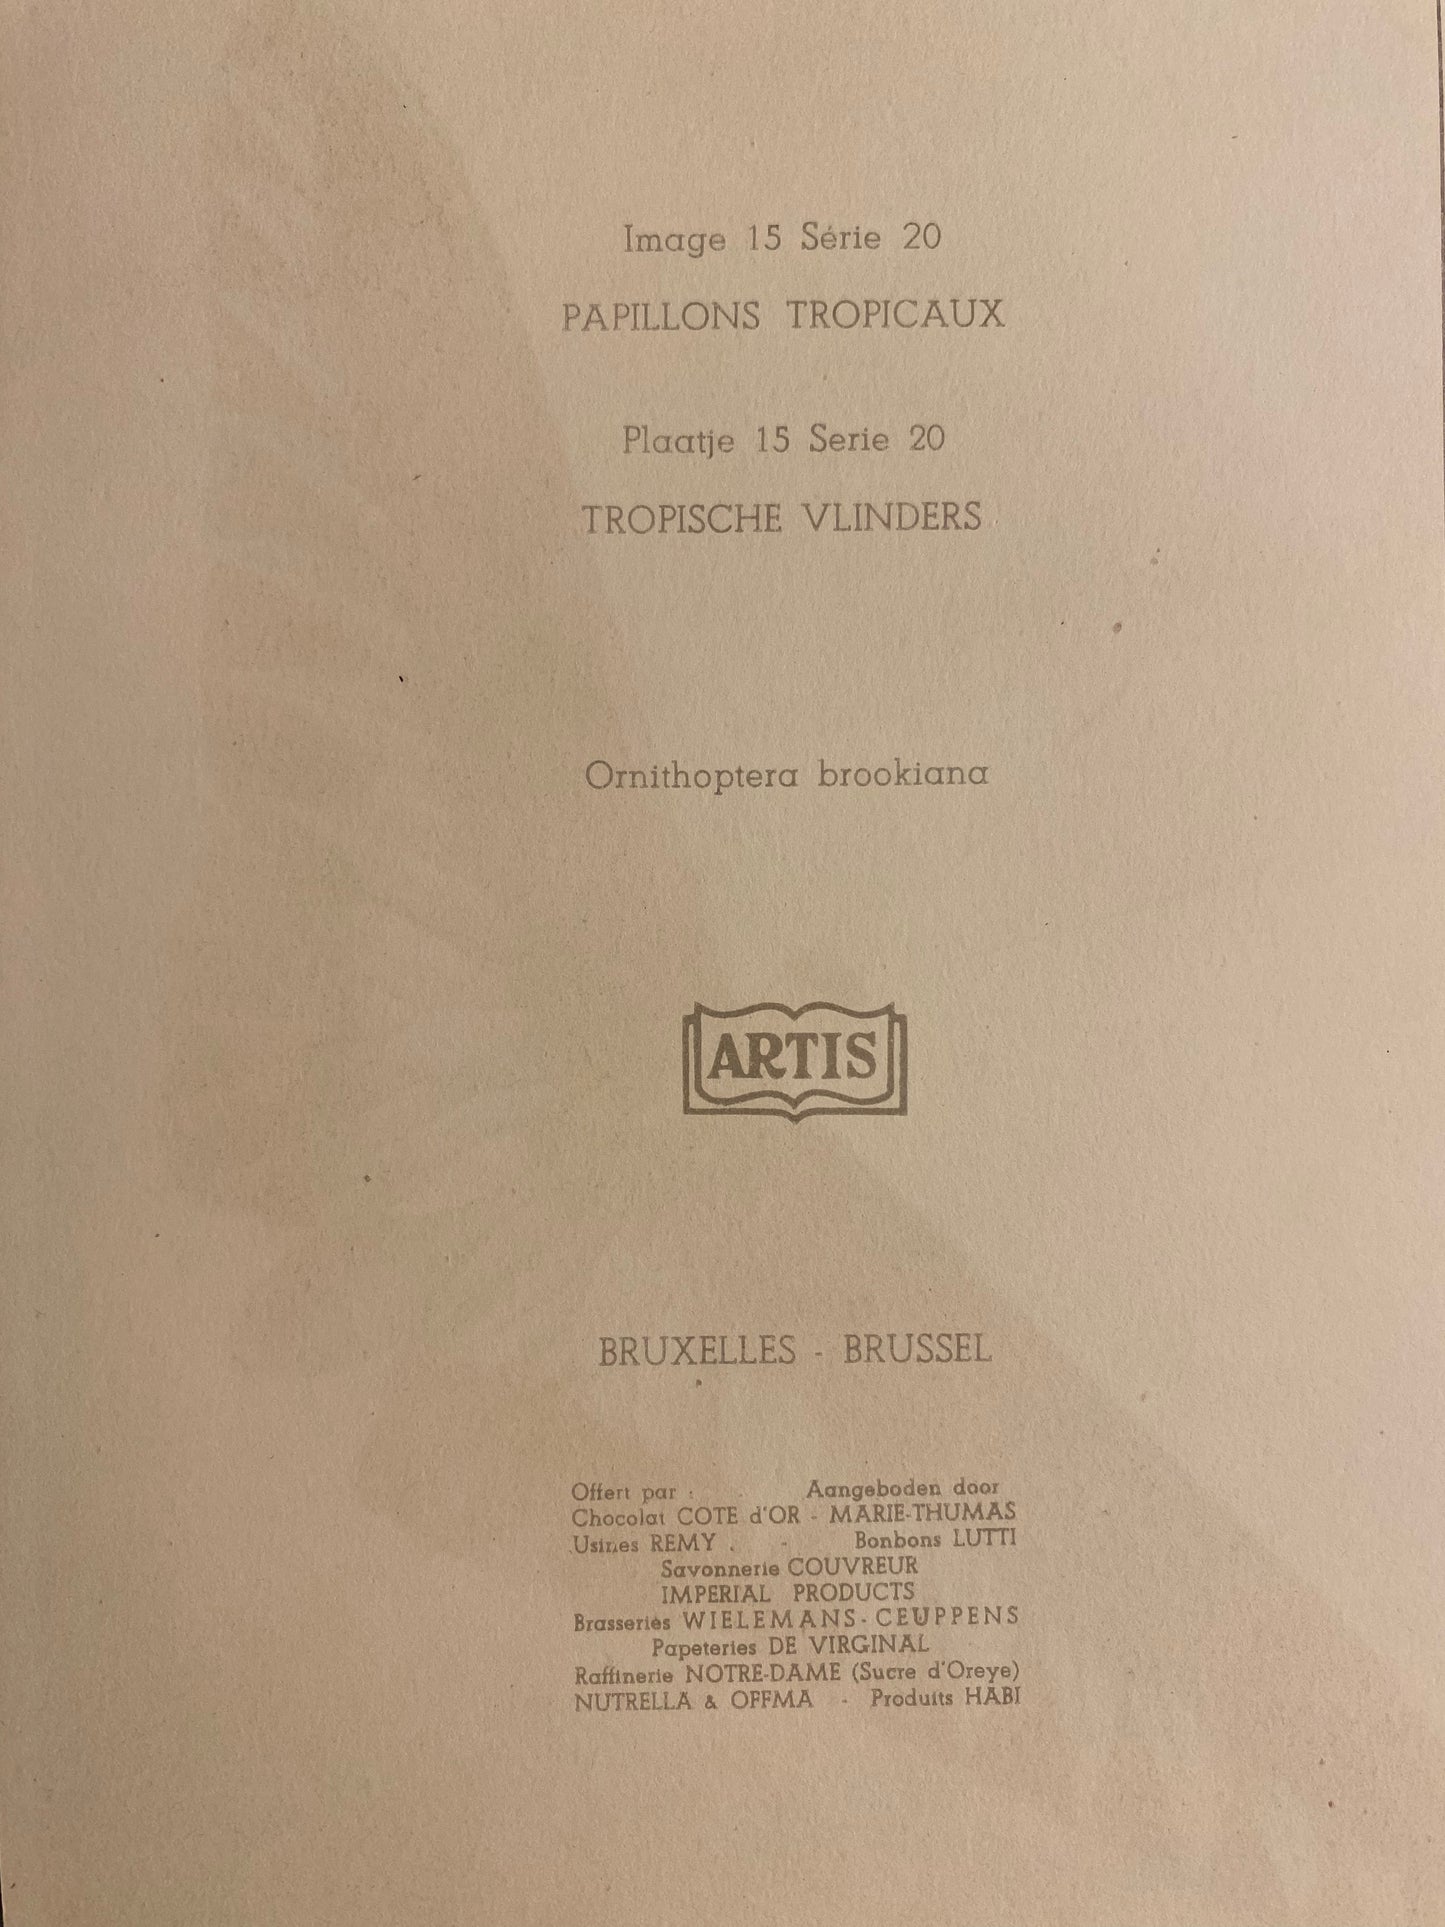 Image 15 Série 20
PAPILLONS TROPICAUX
Plaatje 15 Serie 20
TROPISCHE VLINDERS
Ornithoptera brookiana
ARTIS
BRUXELLES - BRUSSEL
Offert par : Aangeboden door
Chocolat COTE d'OR - MARIE-THUMAS
Usines REMY . - Bonbons LUTTI
Savonnerie COUVREUR
IMPERIAL PRODUCTS
Brasseries WIELEMANS-CEUPPENS
Papeteries DE VIRGINAL
Raffinerie NOTRE-DAME (Sucre d'Oreye)
NUTRELLA & OFFMA - Produits HABI